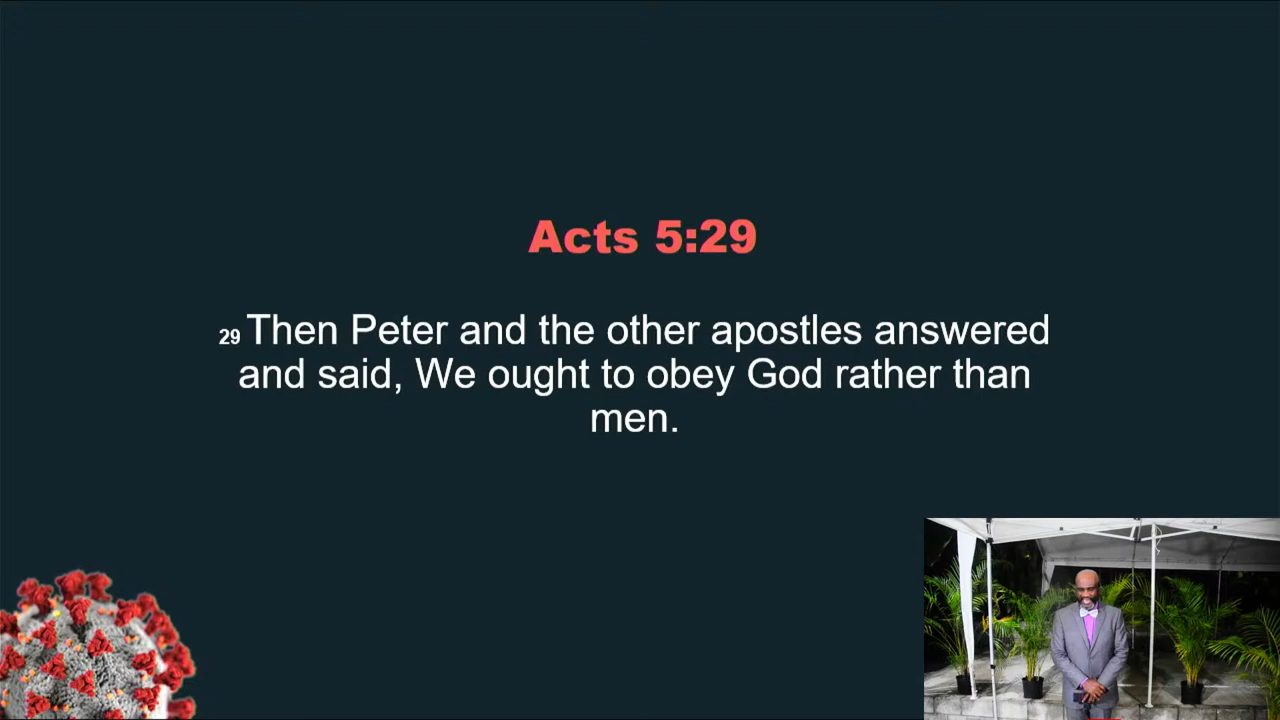 Acts 5:29
29 Then Peter and the other apostles answered
and said, We ought to obey God rather than
men.